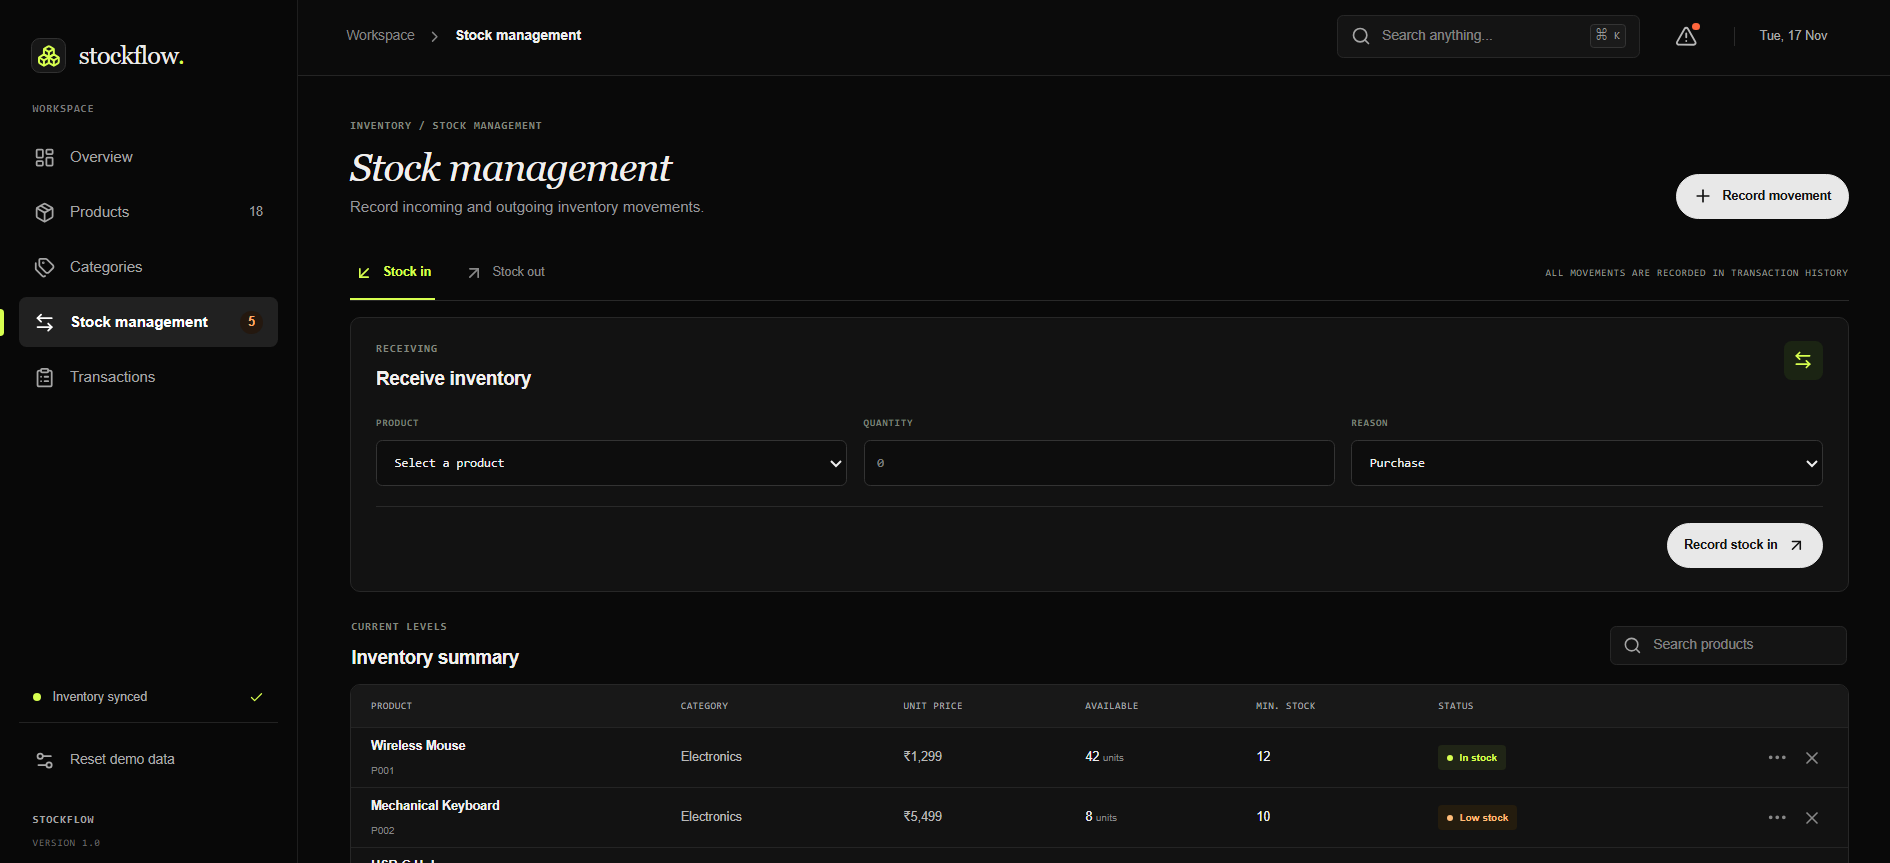 stockflow.
WORKSPACE
Overview
Products 18
Categories
Stock management 5
Transactions
Inventory synced
Reset demo data
STOCKFLOW
VERSION 1.0
Workspace > Stock management
Search anything... ⌘ K
Tue, 17 Nov
INVENTORY / STOCK MANAGEMENT
Stock management
Record incoming and outgoing inventory movements.
Record movement
Stock in Stock out
ALL MOVEMENTS ARE RECORDED IN TRANSACTION HISTORY
RECEIVING
Receive inventory
PRODUCT QUANTITY REASON
Select a product 0 Purchase
Record stock in
CURRENT LEVELS
Inventory summary
Search products
PRODUCT CATEGORY UNIT PRICE AVAILABLE MIN. STOCK STATUS
Wireless Mouse
P001 Electronics ₹1,299 42 units 12 In stock
Mechanical Keyboard
P002 Electronics ₹5,499 8 units 10 Low stock